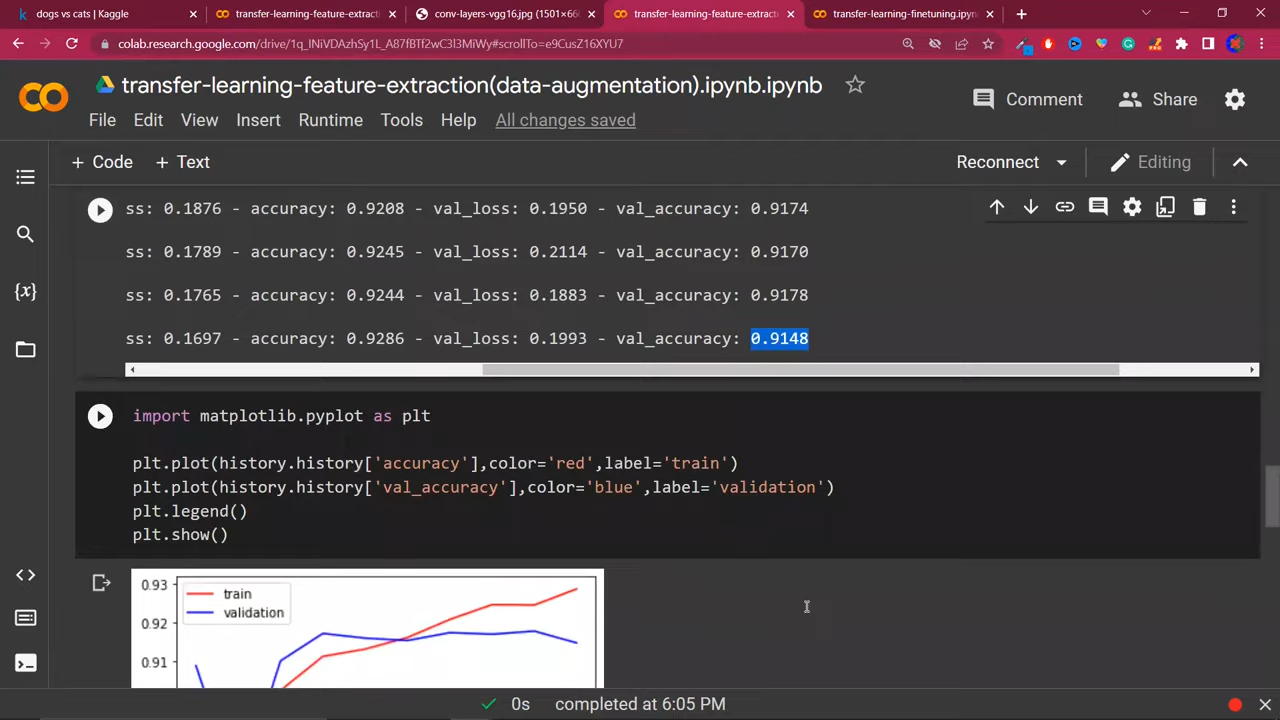 dogs vs cats | Kaggle
transfer-learning-feature-extracti
conv-layers-vgg16.jpg (1501×66
transfer-learning-feature-extracti
transfer-learning-finetuning.ipyn
colab.research.google.com/drive/1q_INiVDAzhSy1L_A87fBTf2wC3l3MiWy#scrollTo=e9CusZ16XYU7
transfer-learning-feature-extraction(data-augmentation).ipynb.ipynb
Comment
Share
File Edit View Insert Runtime Tools Help All changes saved
+ Code + Text
Reconnect
Editing
ss: 0.1876 - accuracy: 0.9208 - val_loss: 0.1950 - val_accuracy: 0.9174
ss: 0.1789 - accuracy: 0.9245 - val_loss: 0.2114 - val_accuracy: 0.9170
ss: 0.1765 - accuracy: 0.9244 - val_loss: 0.1883 - val_accuracy: 0.9178
ss: 0.1697 - accuracy: 0.9286 - val_loss: 0.1993 - val_accuracy: 0.9148
import matplotlib.pyplot as plt
plt.plot(history.history['accuracy'],color='red',label='train')
plt.plot(history.history['val_accuracy'],color='blue',label='validation')
plt.legend()
plt.show()
0.93
train
validation
0.92
0.91
0s completed at 6:05 PM